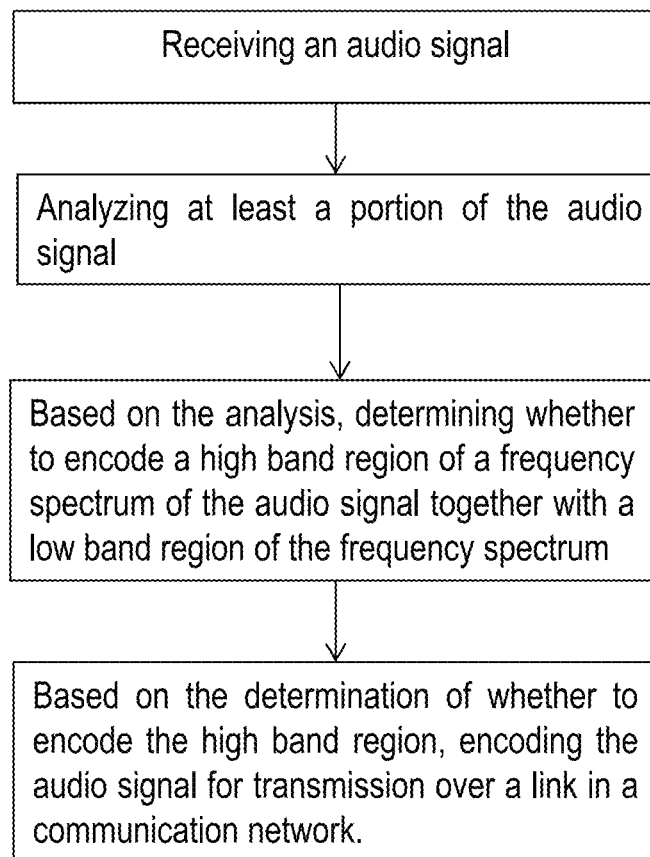 Receiving an audio signal
Analyzing at least a portion of the audio
signal
Based on the analysis, determining whether
to encode a high band region of a frequency
spectrum of the audio signal together with a
low band region of the frequency spectrum
Based on the determination of whether to
encode the high band region, encoding the
audio signal for transmission over a link in a
communication network.